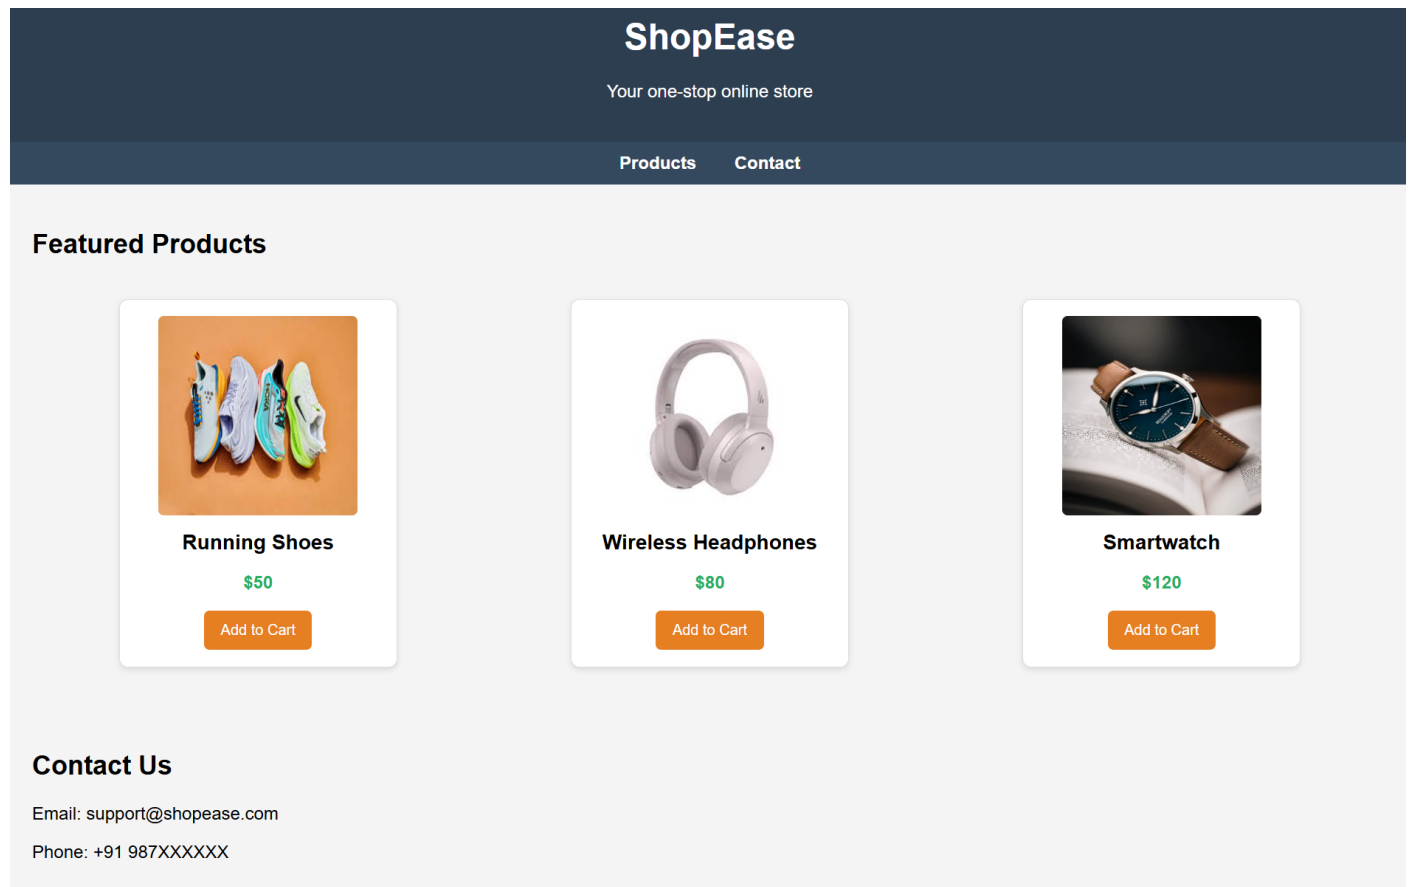 ShopEase
Your one-stop online store
Products Contact
Featured Products
Running Shoes
$50
Add to Cart
Wireless Headphones
$80
Add to Cart
Smartwatch
$120
Add to Cart
Contact Us
Email: support@shopease.com
Phone: +91 987XXXXXX